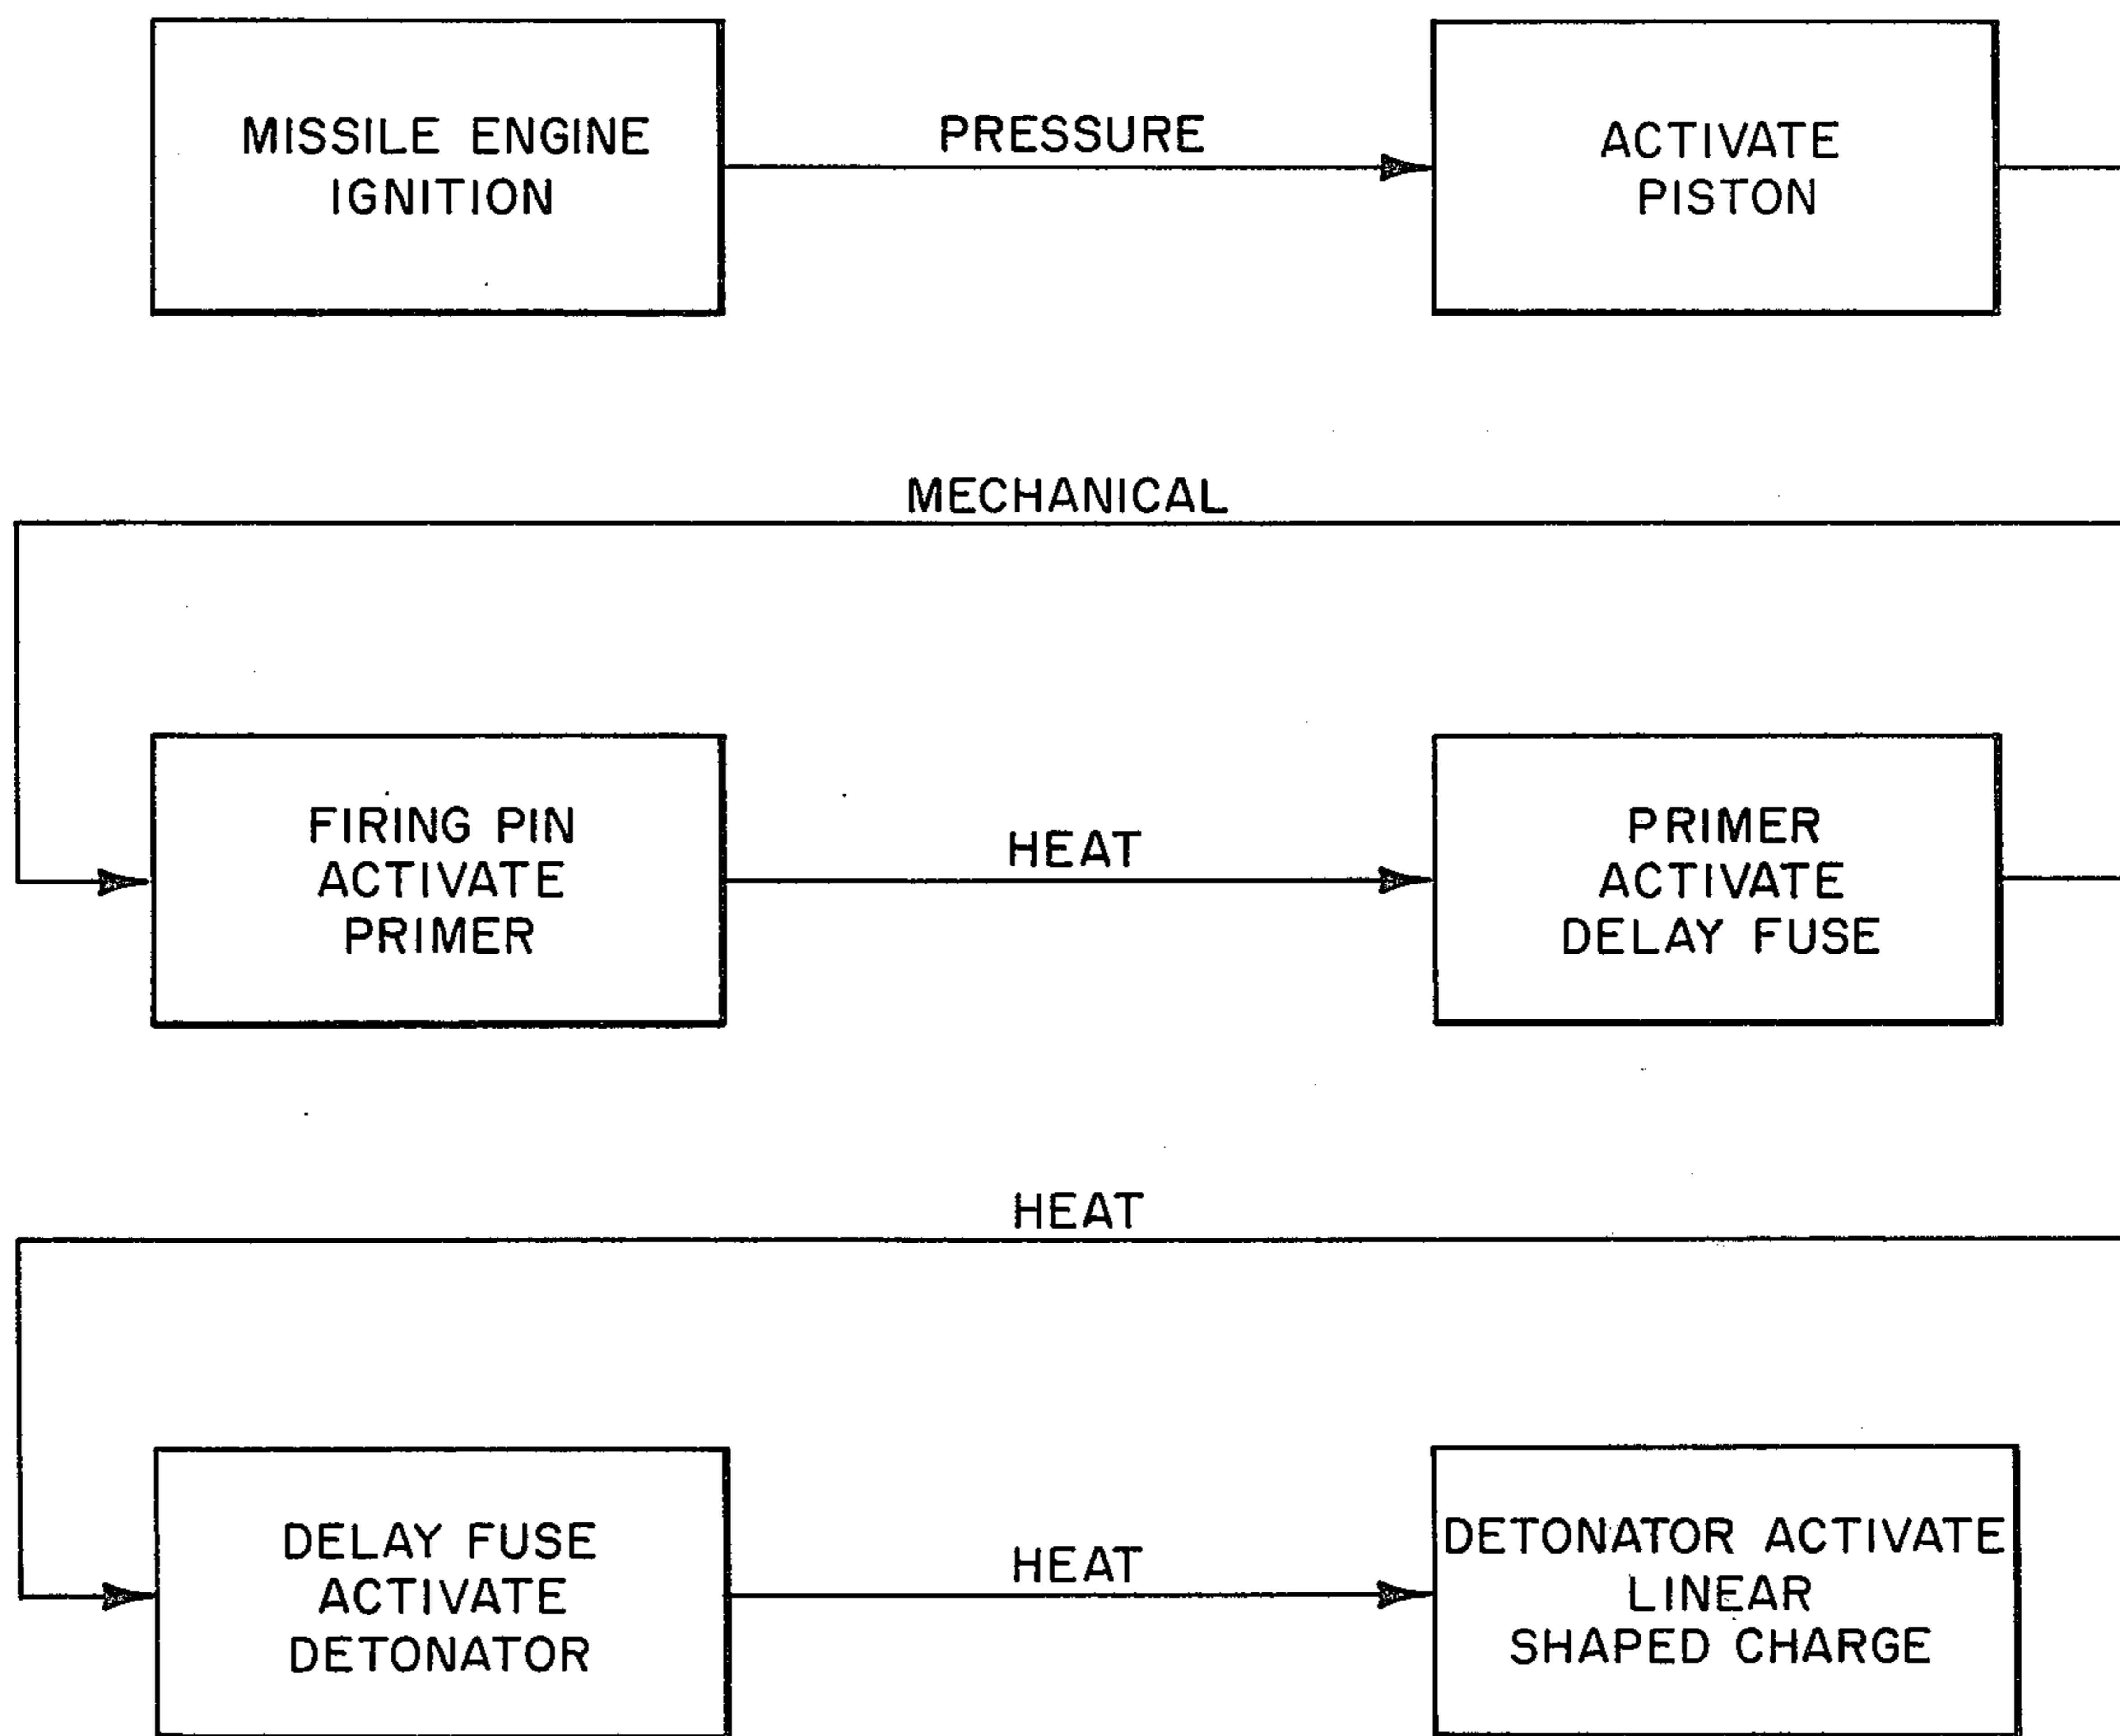 MISSILE ENGINE
IGNITION
PRESSURE
ACTIVATE
PISTON
MECHANICAL
FIRING PIN
ACTIVATE
PRIMER
HEAT
PRIMER
ACTIVATE
DELAY FUSE
HEAT
DELAY FUSE
ACTIVATE
DETONATOR
HEAT
DETONATOR ACTIVATE
LINEAR
SHAPED CHARGE